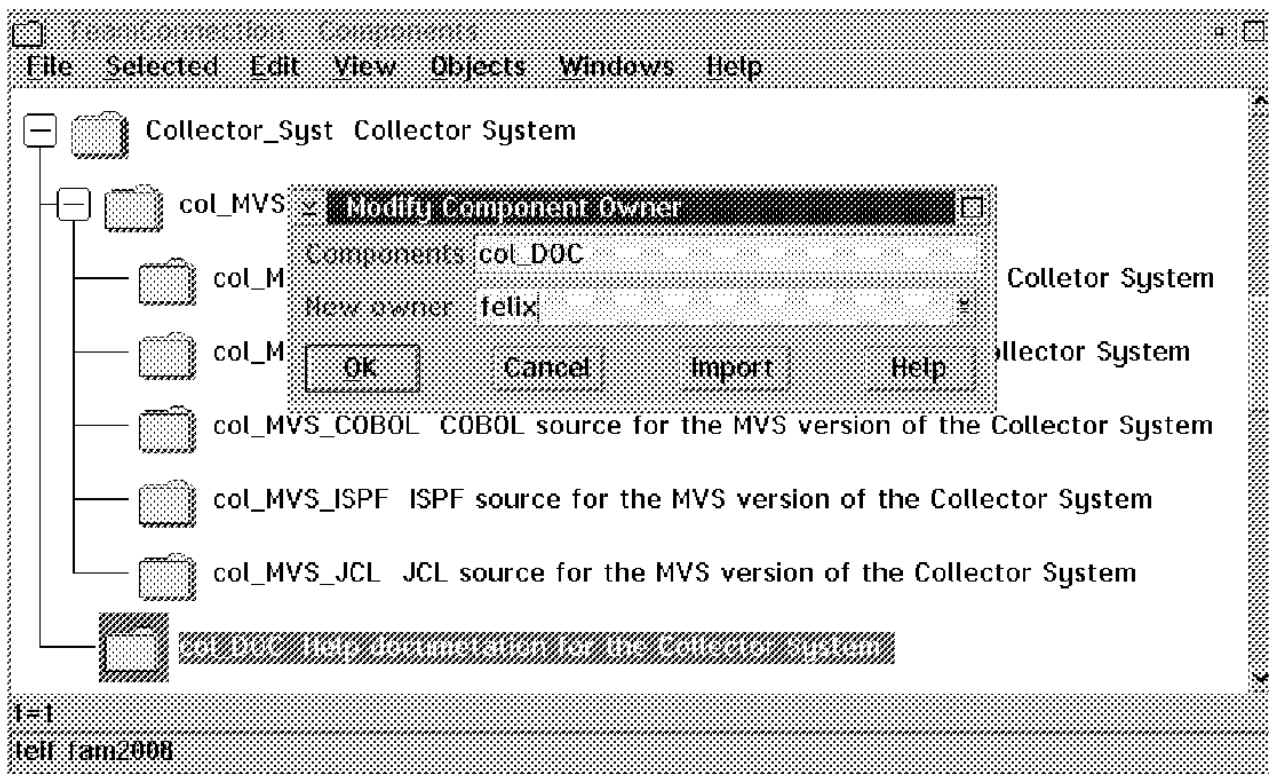 TeamConnection - Components
File Selected Edit View Objects Windows Help
Collector_Syst Collector System
col_MVS
Modify Component Owner
Components col_DOC
col_M
Colletor System
New owner felix
col_M
llector System
OK Cancel Import Help
col_MVS_COBOL COBOL source for the MVS version of the Collector System
col_MVS_ISPF ISPF source for the MVS version of the Collector System
col_MVS_JCL JCL source for the MVS version of the Collector System
col_DOC Help documetation for the Collector System
1=1
fam2008